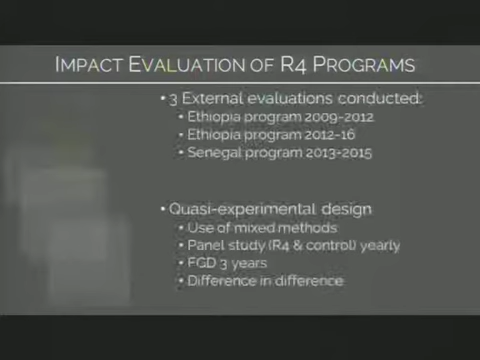 IMPACT EVALUATION OF R4 PROGRAMS
• 3 External evaluations conducted:
• Ethiopia program 2009-2012
• Ethiopia program 2012-16
• Senegal program 2013-2015
• Quasi-experimental design
• Use of mixed methods
• Panel study (R4 & control) yearly
• FGD 3 years
• Difference in difference